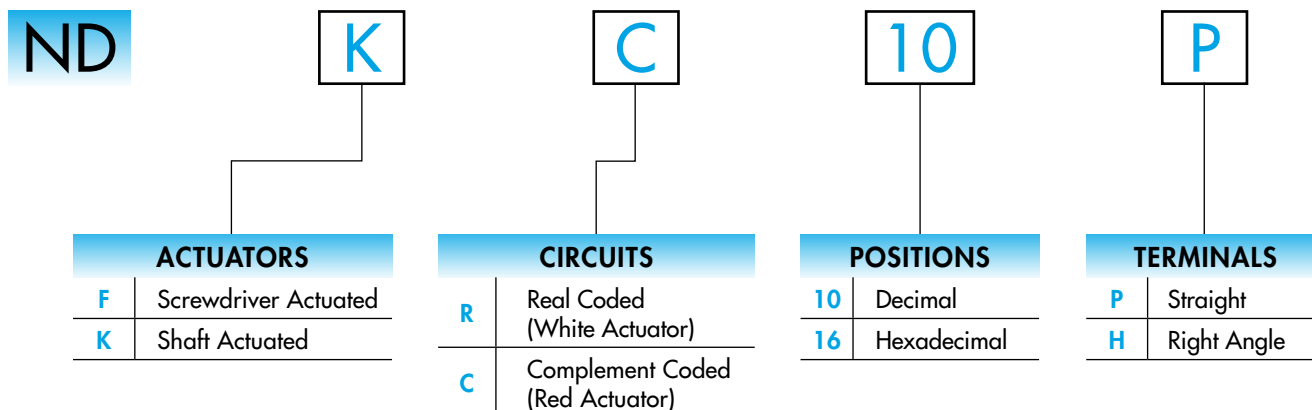 ND K C 10 P
ACTUATORS
F Screwdriver Actuated
K Shaft Actuated
CIRCUITS
R Real Coded
(White Actuator)
C Complement Coded
(Red Actuator)
POSITIONS
10 Decimal
16 Hexadecimal
TERMINALS
P Straight
H Right Angle